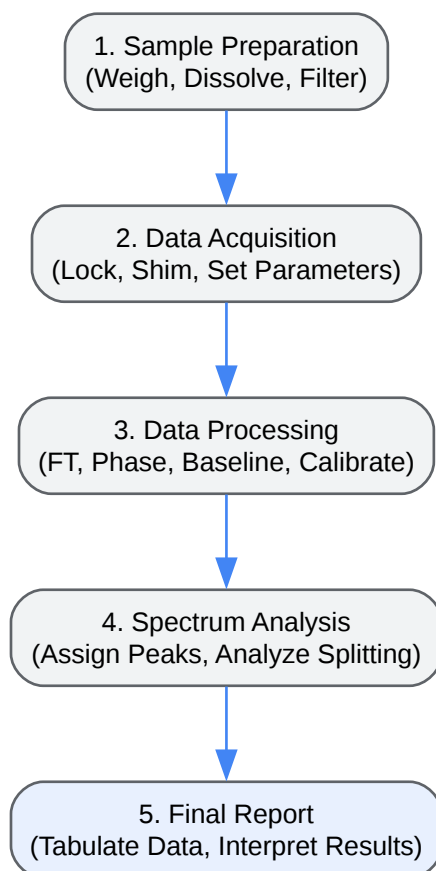 1. Sample Preparation
(Weigh, Dissolve, Filter)
2. Data Acquisition
(Lock, Shim, Set Parameters)
3. Data Processing
(FT, Phase, Baseline, Calibrate)
4. Spectrum Analysis
(Assign Peaks, Analyze Splitting)
5. Final Report
(Tabulate Data, Interpret Results)